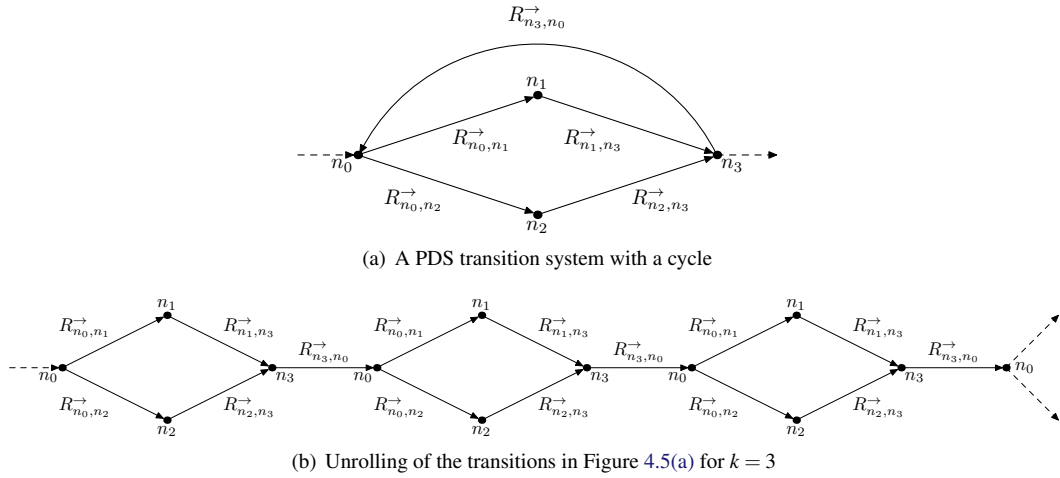 R→n3,n0
n1
R→n0,n1 R→n1,n3
n0 n3
R→n0,n2 R→n2,n3
n2
(a) A PDS transition system with a cycle
n1 n1 n1
R→n0,n1 R→n1,n3 R→n0,n1 R→n1,n3 R→n0,n1 R→n1,n3
R→n3,n0 R→n3,n0 R→n3,n0
n0 n3 n0 n3 n0 n3 n0
R→n0,n2 R→n2,n3 R→n0,n2 R→n2,n3 R→n0,n2 R→n2,n3
n2 n2 n2
(b) Unrolling of the transitions in Figure 4.5(a) for k = 3